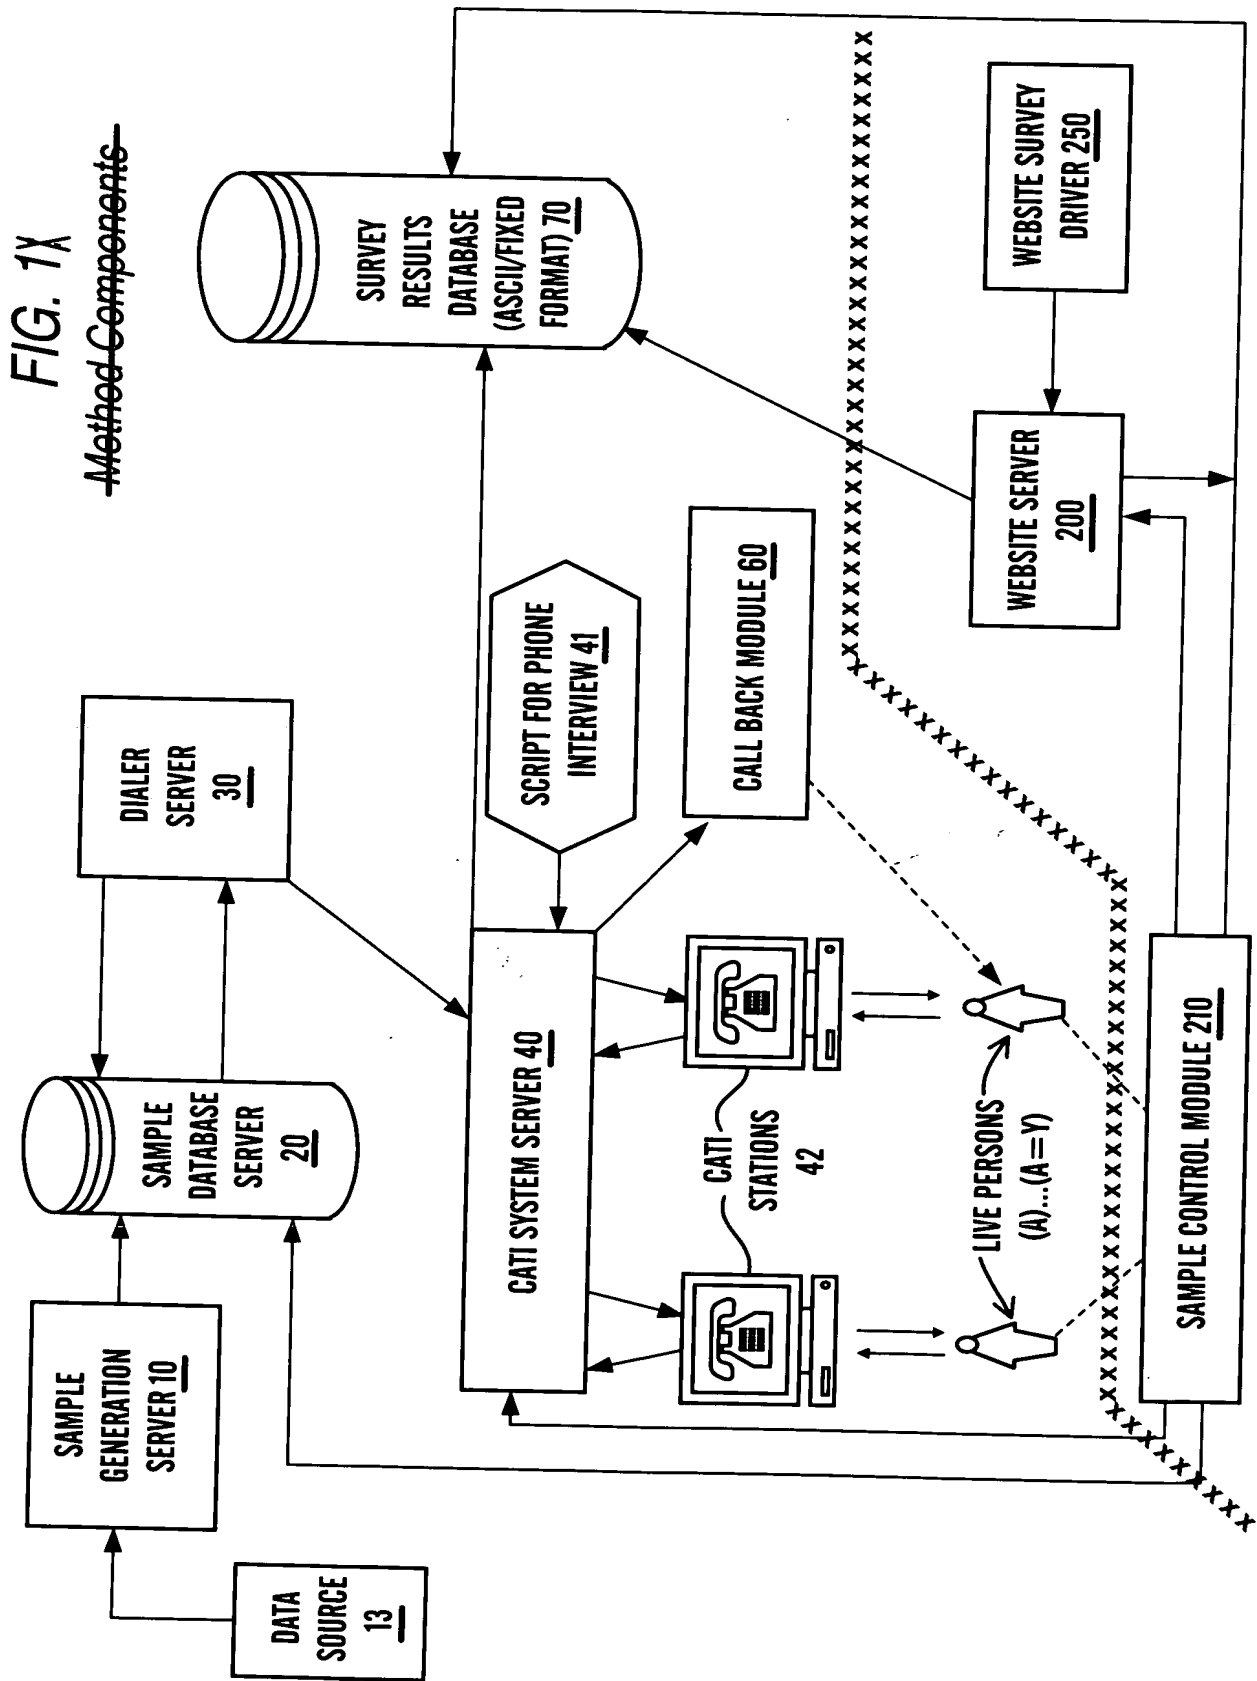 FIG. 1X
Method Components
DATA
SOURCE
13
SAMPLE
GENERATION
SERVER 10
SAMPLE
DATABASE
SERVER
20
DIALER
SERVER
30
SURVEY
RESULTS
DATABASE
(ASCII/FIXED
FORMAT) 70
CATI SYSTEM SERVER 40
SCRIPT FOR PHONE
INTERVIEW 41
CALL BACK MODULE 60
CATI
STATIONS
42
LIVE PERSONS
(A)...(A=Y)
XXXXXXXXXXXXXXXXXXXXXXXXXXXXXXXXXXXXXXXXXXXXXXXXXXXXXXXXXXXXXXXXXXXXXXXXXXXXXXXXXXXXXXXXXXXXXX
SAMPLE CONTROL MODULE 210
WEBSITE SERVER
200
WEBSITE SURVEY
DRIVER 250